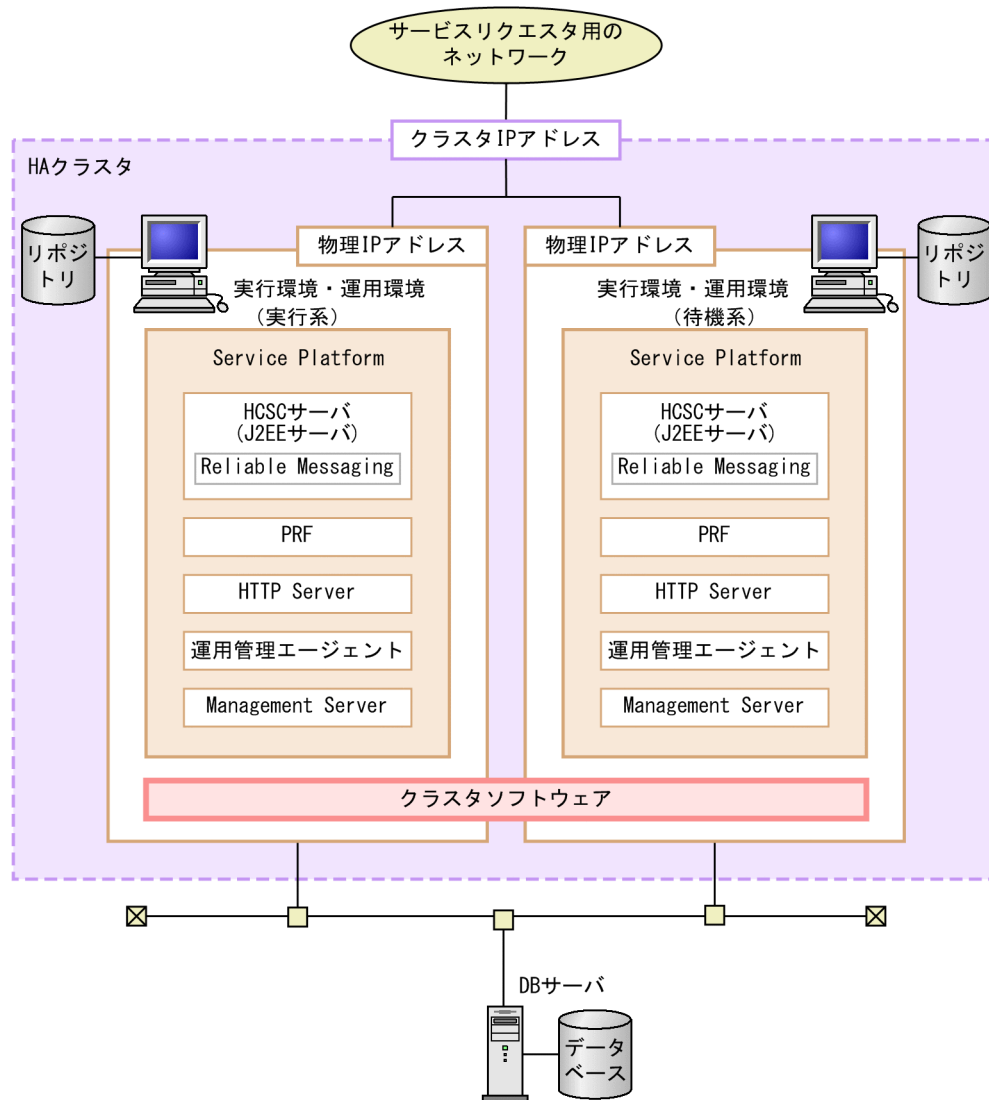 サービスリクエスタ用の
ネットワーク
クラスタIPアドレス
HAクラスタ
リポジ
トリ
物理IPアドレス
実行環境・運用環境
(実行系)
Service Platform
HCSCサーバ
(J2EEサーバ)
Reliable Messaging
PRF
HTTP Server
運用管理エージェント
Management Server
物理IPアドレス
リポジ
トリ
実行環境・運用環境
(待機系)
Service Platform
HCSCサーバ
(J2EEサーバ)
Reliable Messaging
PRF
HTTP Server
運用管理エージェント
Management Server
クラスタソフトウェア
DBサーバ
データ
ベース